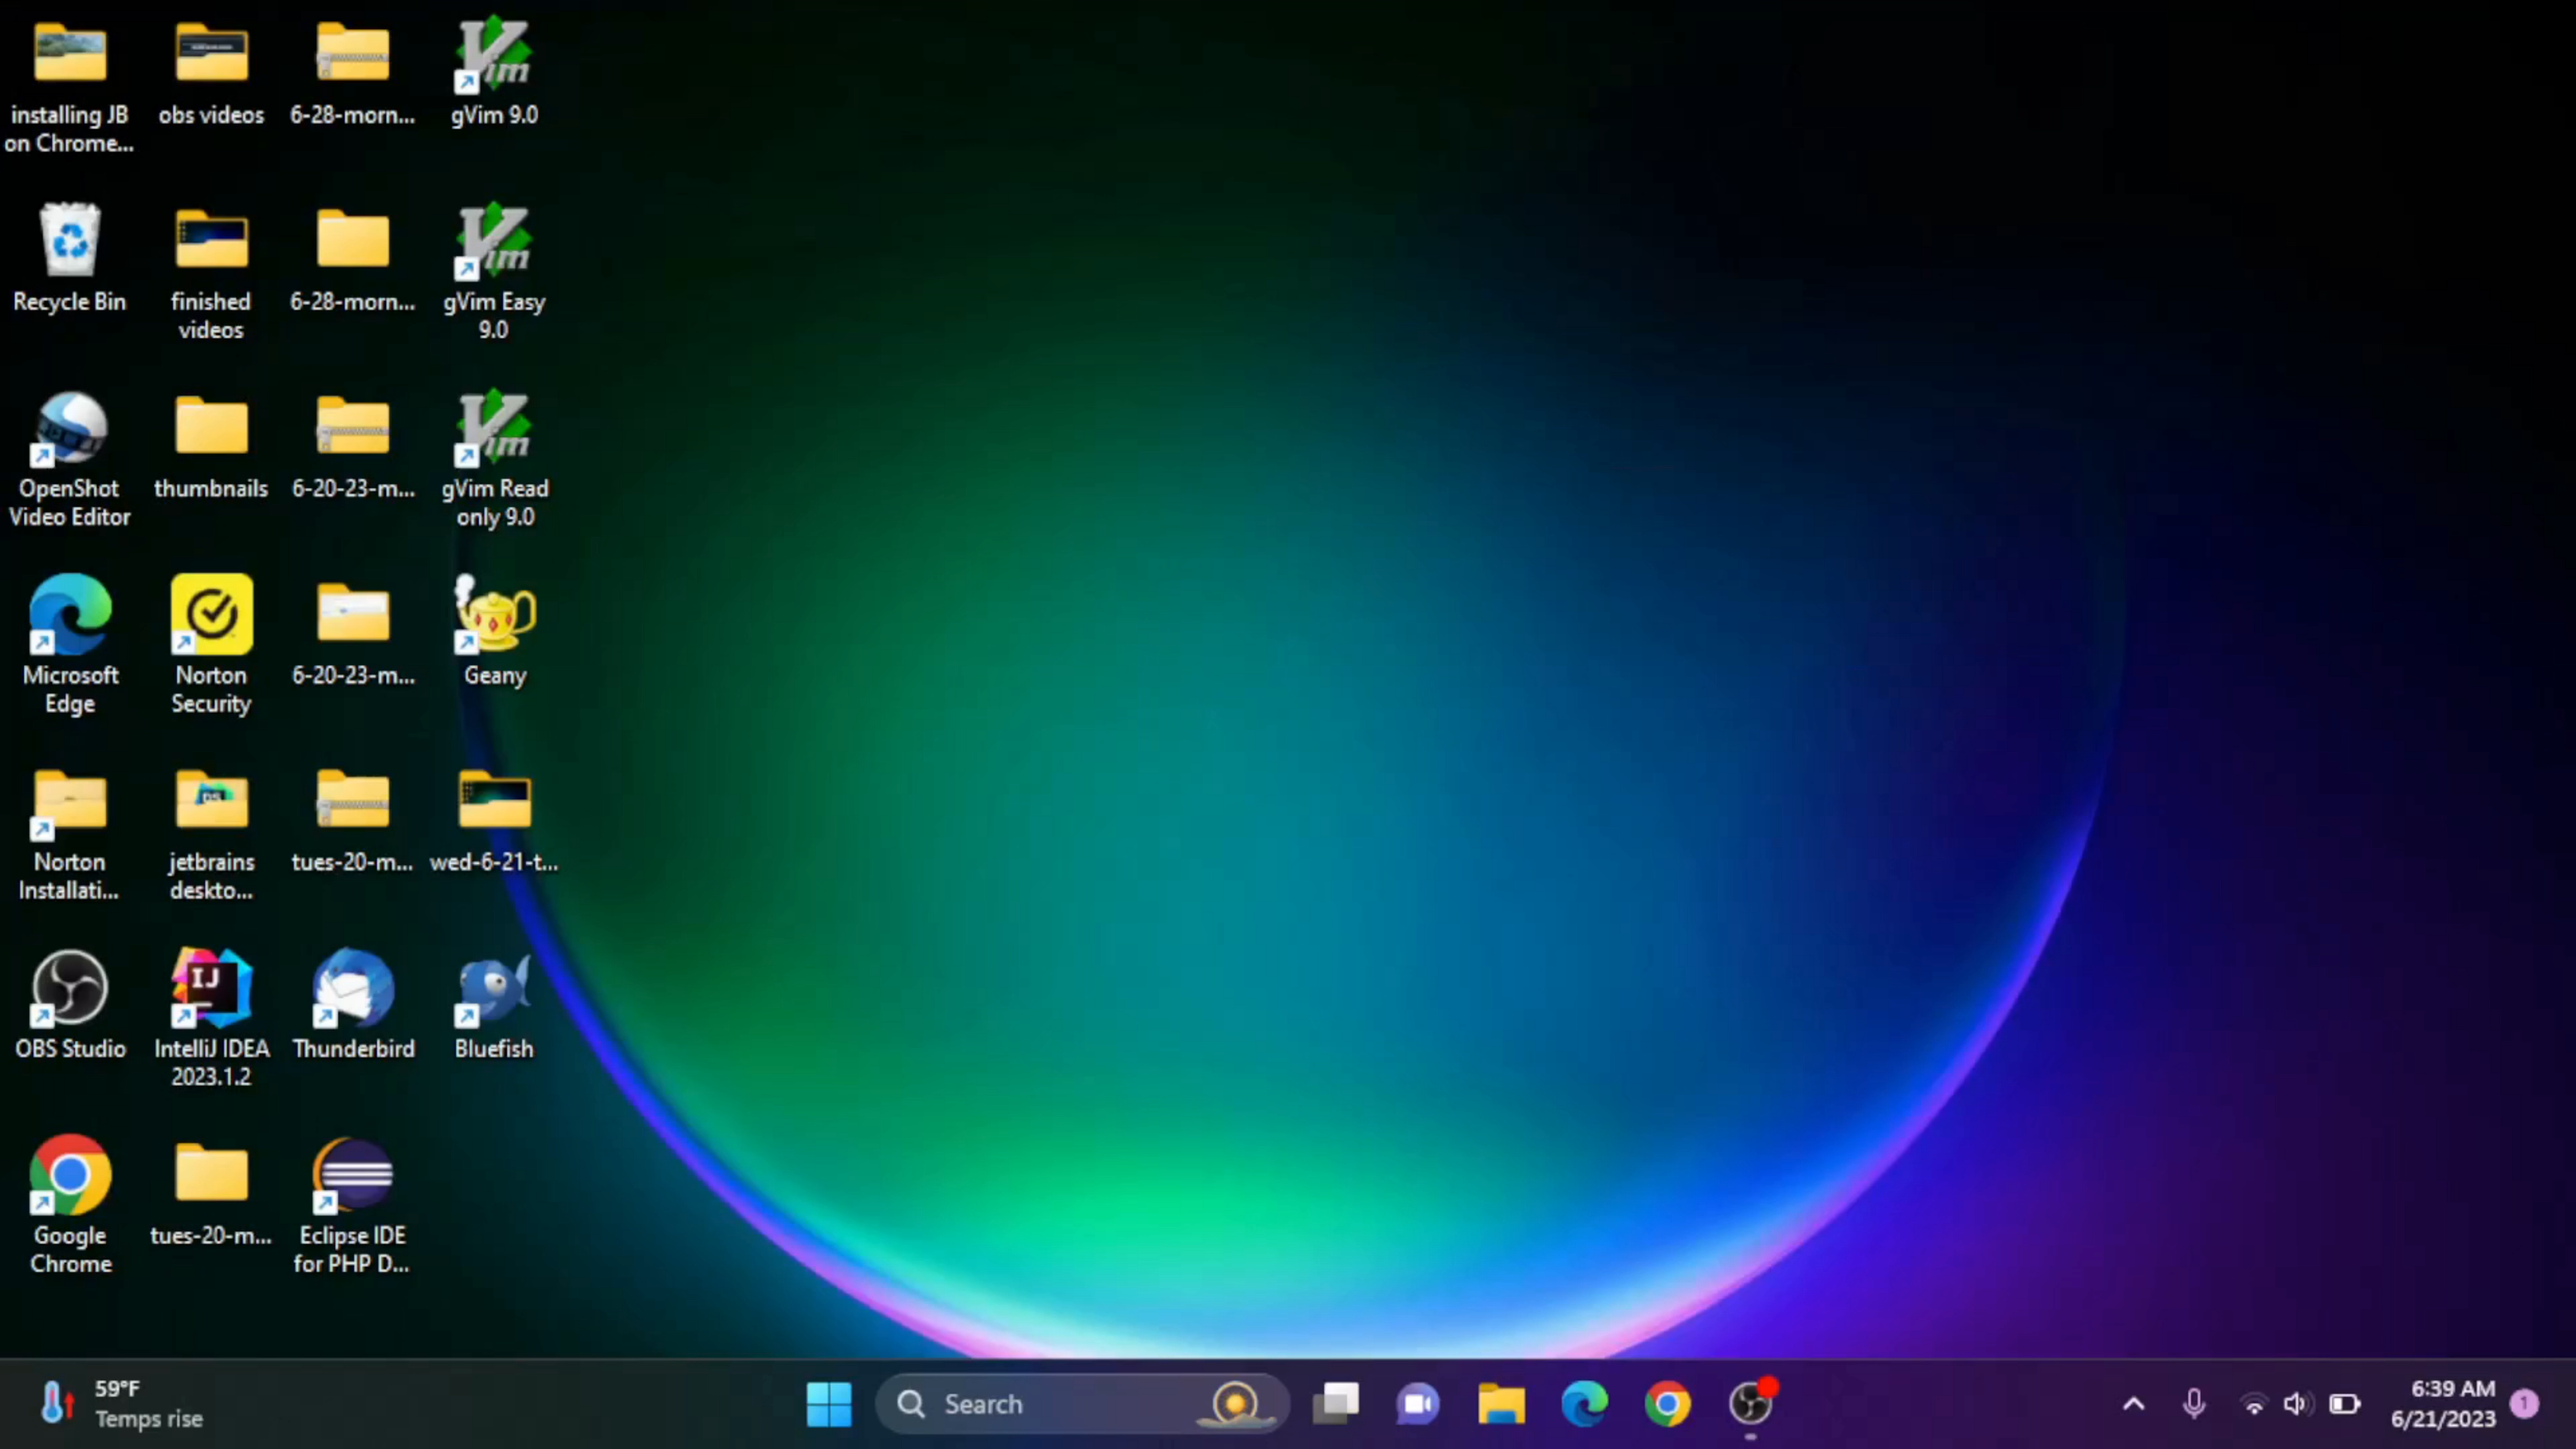 installing JB
on Chrome...
obs videos
6-28-morn...
gVim 9.0
Recycle Bin
finished
videos
6-28-morn...
gVim Easy
9.0
OpenShot
Video Editor
thumbnails
6-20-23-m...
gVim Read
only 9.0
Microsoft
Edge
Norton
Security
6-20-23-m...
Geany
Norton
Installati...
jetbrains
deskto...
tues-20-m...
wed-6-21-t...
OBS Studio
IJ
IntelliJ IDEA
2023.1.2
Thunderbird
Bluefish
Google
Chrome
tues-20-m...
Eclipse IDE
for PHP D...
59°F
Temps rise
Search
6:39 AM
6/21/2023
1